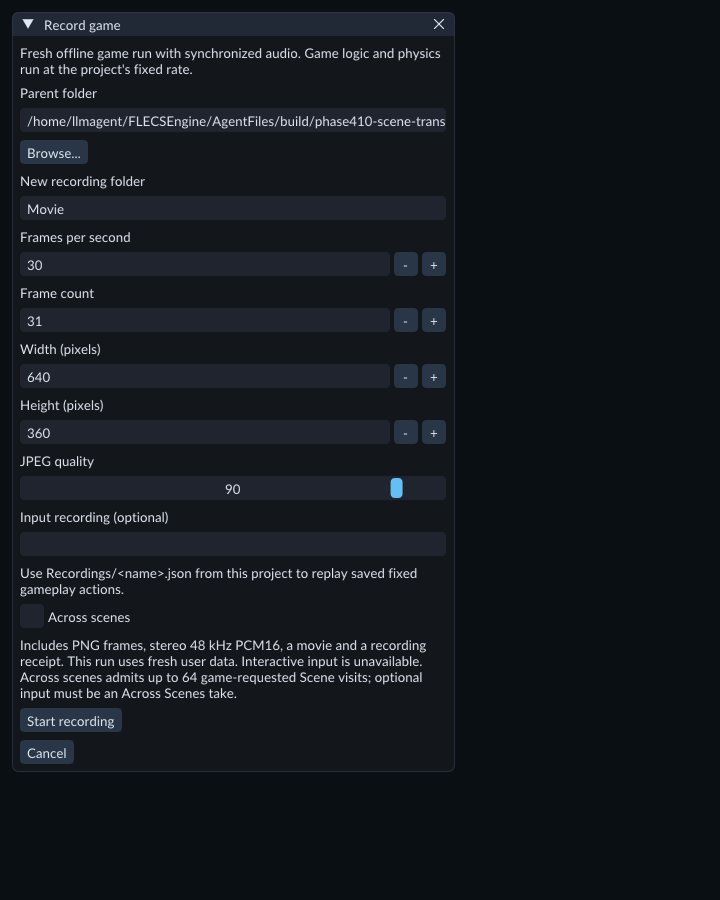 Record game
Fresh offline game run with synchronized audio. Game logic and physics
run at the project's fixed rate.
Parent folder
/home/llmagent/FLECSEngine/AgentFiles/build/phase410-scene-trans
Browse...
New recording folder
Movie
Frames per second
30
- +
Frame count
31
- +
Width (pixels)
640
- +
Height (pixels)
360
- +
JPEG quality
90
Input recording (optional)
Use Recordings/<name>.json from this project to replay saved fixed
gameplay actions.
Across scenes
Includes PNG frames, stereo 48 kHz PCM16, a movie and a recording
receipt. This run uses fresh user data. Interactive input is unavailable.
Across scenes admits up to 64 game-requested Scene visits; optional
input must be an Across Scenes take.
Start recording
Cancel